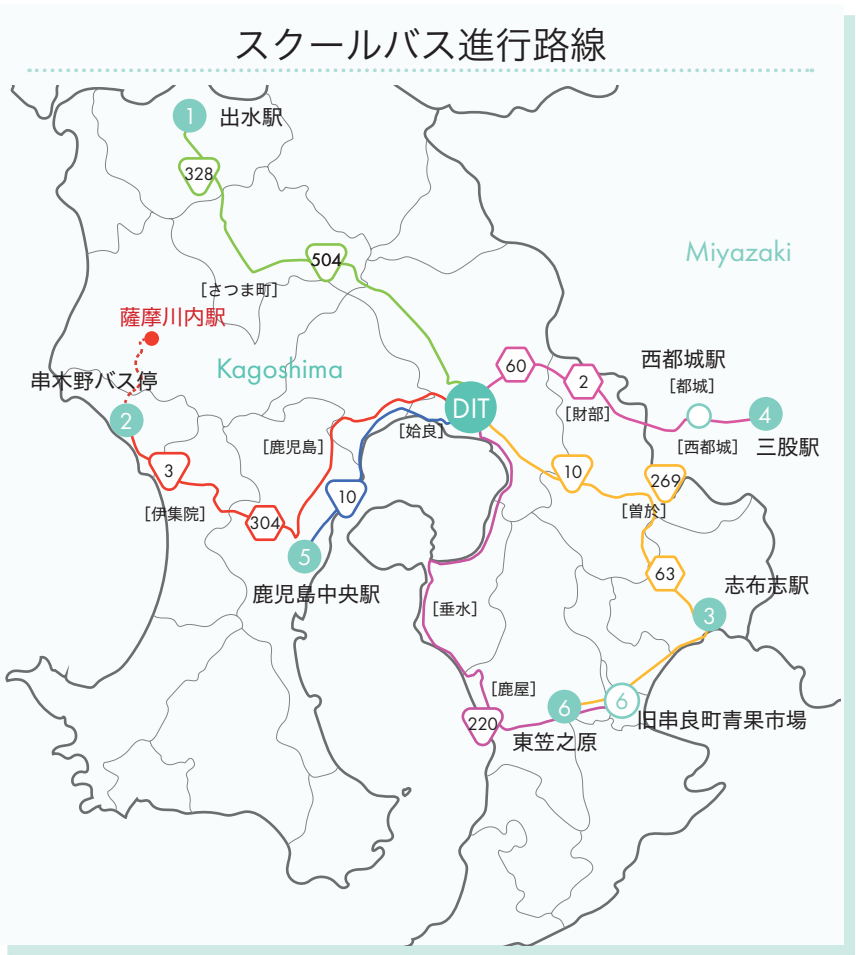 スクールバス進行路線
1
出水駅
328
504
[さつま町]
Miyazaki
薩摩川内駅
Kagoshima
60
西都城駅
[都城]
串木野バス停
2
DIT
[財部]
4
2
[姶良]
[鹿児島]
[西都城]
三股駅
3
10
269
10
[伊集院]
304
[曽於]
5
63
志布志駅
鹿児島中央駅
[垂水]
3
[鹿屋]
6
6
220
旧串良町青果市場
東笠之原